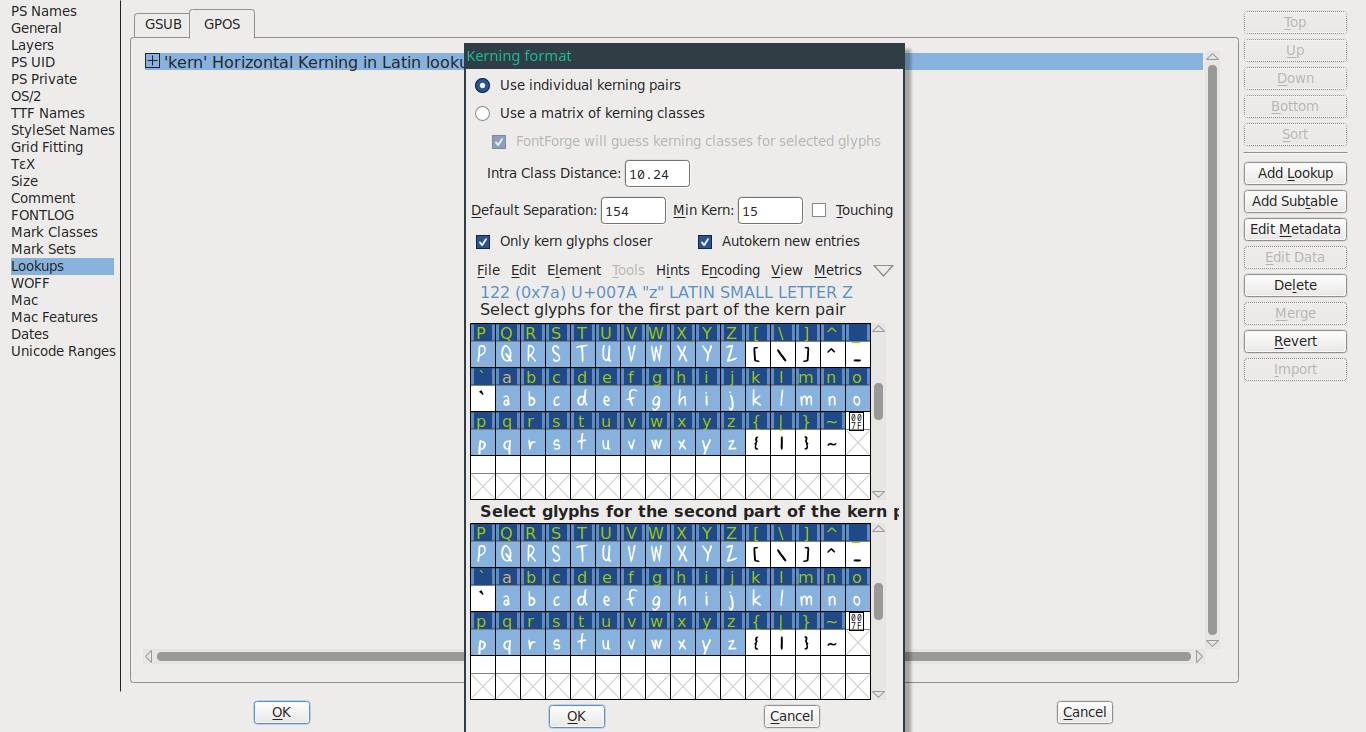 PS Names
General
Layers
PS UID
PS Private
OS/2
TTF Names
StyleSet Names
Grid Fitting
TεX
Size
Comment
FONTLOG
Mark Classes
Mark Sets
Lookups
WOFF
Mac
Mac Features
Dates
Unicode Ranges
GSUB GPOS
'kern' Horizontal Kerning in Latin looku
Kerning format
Use individual kerning pairs
Use a matrix of kerning classes
FontForge will guess kerning classes for selected glyphs
Intra Class Distance: 10.24
Default Separation: 154 Min Kern: 15 Touching
Only kern glyphs closer Autokern new entries
File Edit Element Tools Hints Encoding View Metrics
122 (0x7a) U+007A "z" LATIN SMALL LETTER Z
Select glyphs for the first part of the kern pair
P Q R S T U V W X Y Z [ \ ] ^ _
P Q R S T U V W X Y Z [ \ ] ^ _
` a b c d e f g h i j k l m n o
` a b c d e f g h i j k l m n o
p q r s t u v w x y z { | } ~ 007F
p q r s t u v w x y z { | } ~
Select glyphs for the second part of the kern p
P Q R S T U V W X Y Z [ \ ] ^ _
P Q R S T U V W X Y Z [ \ ] ^ _
` a b c d e f g h i j k l m n o
` a b c d e f g h i j k l m n o
p q r s t u v w x y z { | } ~ 007F
p q r s t u v w x y z { | } ~
OK Cancel
OK Cancel
Top
Up
Down
Bottom
Sort
Add Lookup
Add Subtable
Edit Metadata
Edit Data
Delete
Merge
Revert
Import